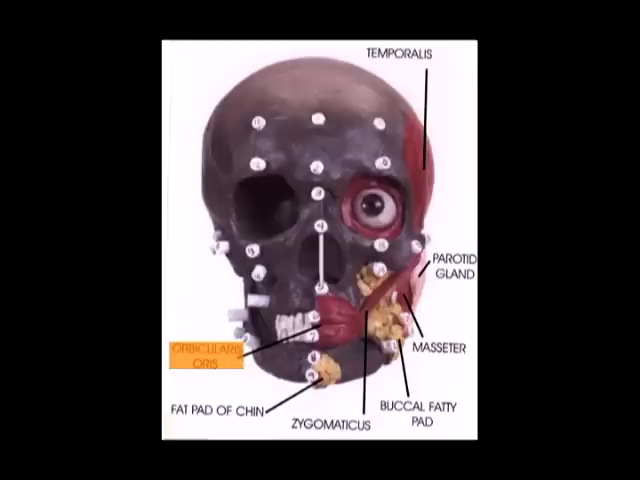 TEMPORALIS
PAROTID
GLAND
ORBICULARIS
ORIS
MASSETER
FAT PAD OF CHIN
ZYGOMATICUS
BUCCAL FATTY
PAD